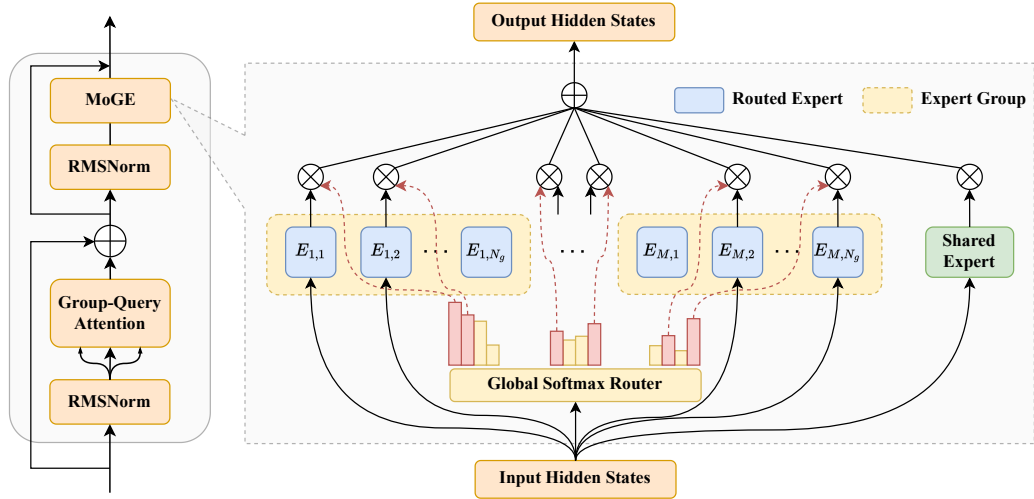 Output Hidden States
MoGE
RMSNorm
Group-Query
Attention
RMSNorm
Routed Expert
Expert Group
E1,1
E1,2
...
E1,Ng
...
EM,1
EM,2
...
EM,Ng
Shared
Expert
Global Softmax Router
Input Hidden States